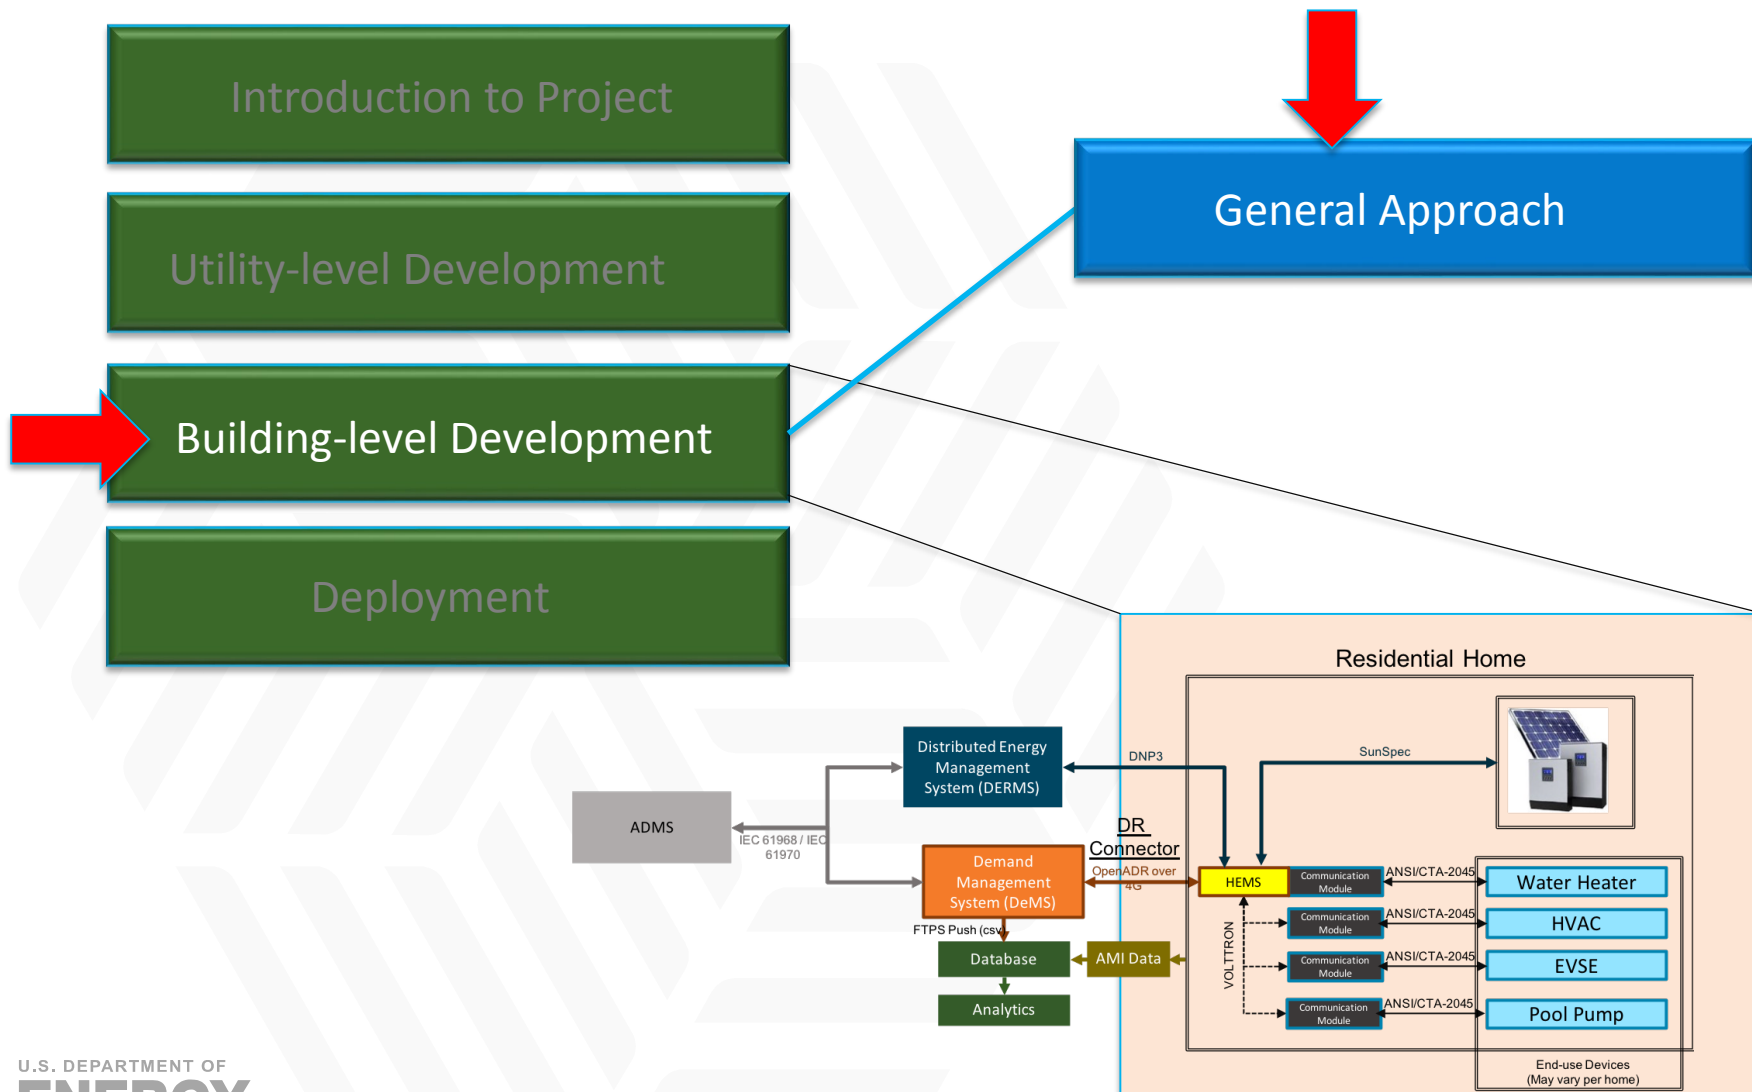 Introduction to Project
General Approach
Utility-level Development
Building-level Development
Deployment
Residential Home
Distributed Energy
Management
System (DERMS)
DNP3
SunSpec
ADMS
IEC 61968 / IEC
61970
DR
Connector
OpenADR over
4G
Demand
Management
System (DeMS)
HEMS
Communication
Module
ANSI/CTA-2045
Water Heater
Communication
Module
ANSI/CTA-2045
HVAC
VOLTTRON
Communication
Module
ANSI/CTA-2045
EVSE
Communication
Module
ANSI/CTA-2045
Pool Pump
FTPS Push (csv)
Database
AMI Data
Analytics
End-use Devices
(May vary per home)
U.S. DEPARTMENT OF
ENERGY